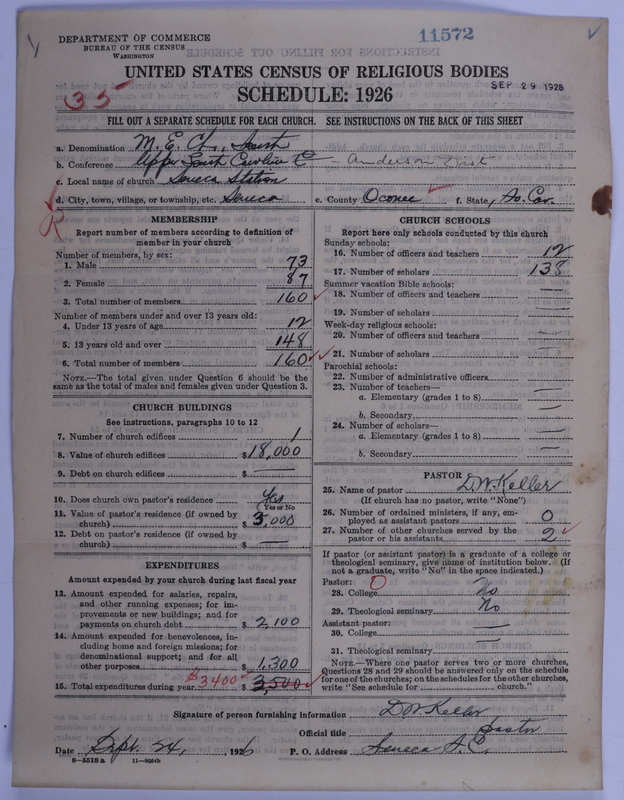 DEPARTMENT OF COMMERCE
BUREAU OF THE CENSUS
WASHINGTON
11572
SEP 29 1926
35
UNITED STATES CENSUS OF RELIGIOUS BODIES
SCHEDULE: 1926
FILL OUT A SEPARATE SCHEDULE FOR EACH CHURCH. SEE INSTRUCTIONS ON THE BACK OF THIS SHEET
a. Denomination M. E. Ch., South
b. Conference Upper South Carolina C - Anderson Dist
c. Local name of church Seneca Station
d. City, town, village, or township, etc. Seneca e. County Oconee f. State, So. Car.
R
MEMBERSHIP
Report number of members according to definition of
member in your church
Number of members, by sex:
1. Male 73
2. Female 87
3. Total number of members 160
Number of members under and over 13 years old:
4. Under 13 years of age 12
5. 13 years old and over 148
6. Total number of members 160
NOTE.—The total given under Question 6 should be the
same as the total of males and females given under Question 3.
CHURCH BUILDINGS
See instructions, paragraphs 10 to 12
7. Number of church edifices 1
8. Value of church edifices $18,000
9. Debt on church edifices $ —
10. Does church own pastor's residence Yes
(Yes or No)
11. Value of pastor's residence (if owned by
church) $ 3,000
12. Debt on pastor's residence (if owned by
church) $ —
EXPENDITURES
Amount expended by your church during last fiscal year
13. Amount expended for salaries, repairs,
and other running expenses; for im-
provements or new buildings; and for
payments on church debt $ 2,100
14. Amount expended for benevolences, in-
cluding home and foreign missions; for
denominational support; and for all
other purposes $ 1,300
15. Total expenditures during year $3400 $ 3,500
CHURCH SCHOOLS
Report here only schools conducted by this church
Sunday schools:
16. Number of officers and teachers 12
17. Number of scholars 138
Summer vacation Bible schools:
18. Number of officers and teachers —
19. Number of scholars —
Week-day religious schools:
20. Number of officers and teachers —
21. Number of scholars —
Parochial schools:
22. Number of administrative officers —
23. Number of teachers—
a. Elementary (grades 1 to 8) —
b. Secondary —
24. Number of scholars—
a. Elementary (grades 1 to 8) —
b. Secondary —
PASTOR
25. Name of pastor D. W. Keller
(If church has no pastor, write "None")
26. Number of ordained ministers, if any, em-
ployed as assistant pastors 0
27. Number of other churches served by the
pastor or his assistants 2
If pastor (or assistant pastor) is a graduate of a college or
theological seminary, give name of institution below. (If
not a graduate, write "No" in the space indicated.)
Pastor: 0
28. College No
29. Theological seminary No
Assistant pastor:
30. College —
31. Theological seminary —
NOTE.—Where one pastor serves two or more churches,
Questions 28 and 29 should be answered only on the schedule
for one of the churches; on the schedules for the other churches,
write "See schedule for church."
Signature of person furnishing information D W Keller
Official title Pastor
Date Sept. 24, 1926 P. O. Address Seneca S. C.
8-5518a 11-9054b